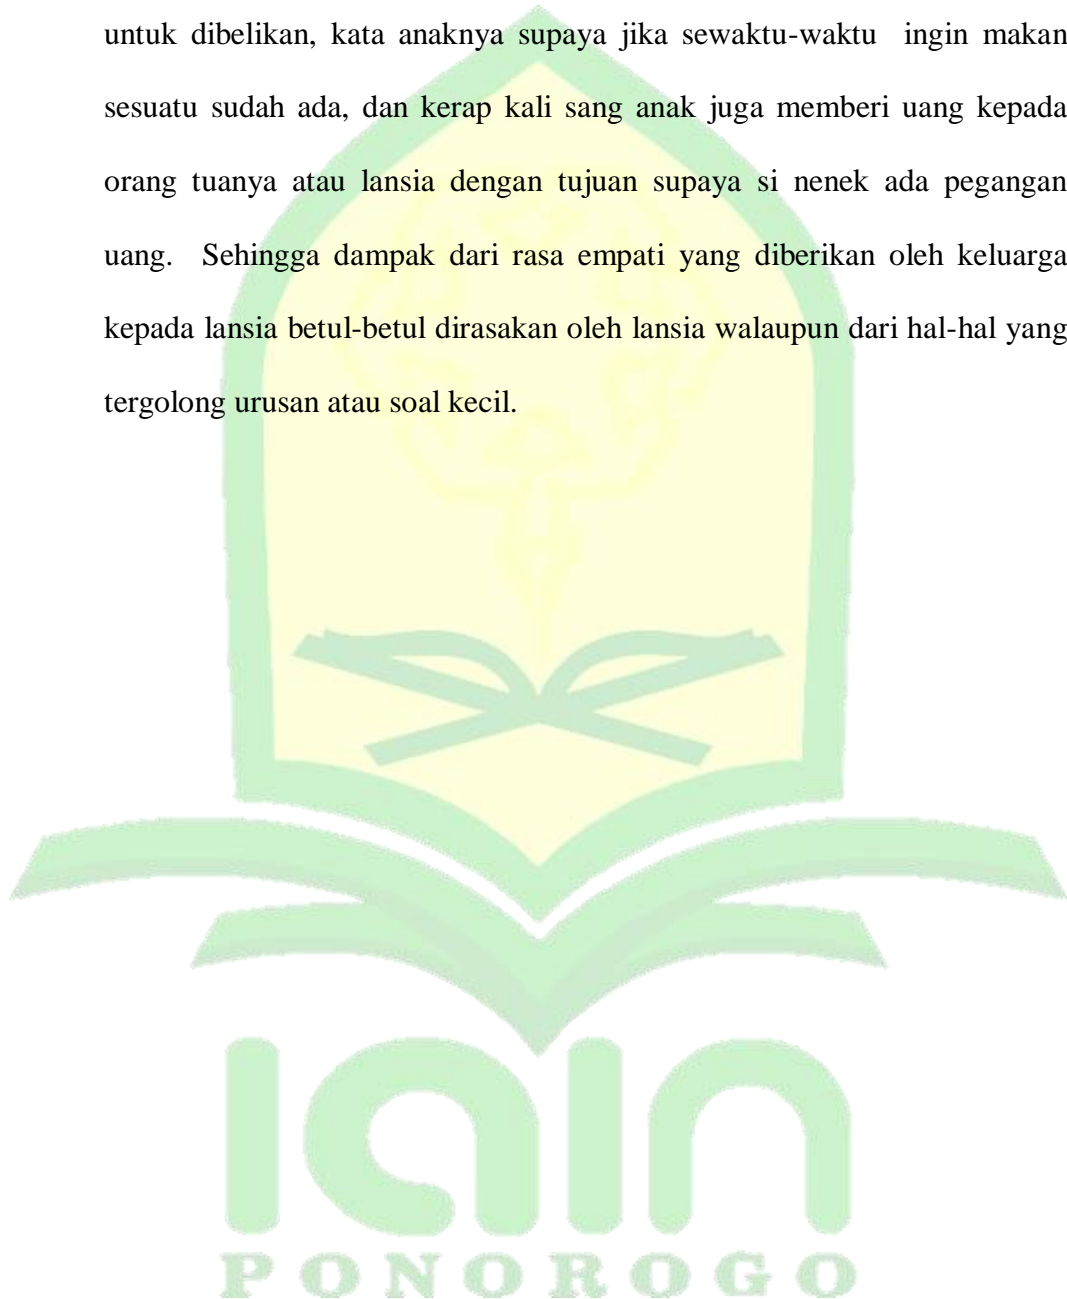 untuk dibelikan, kata anaknya supaya jika sewaktu-waktu ingin makan
sesuatu sudah ada, dan kerap kali sang anak juga memberi uang kepada
orang tuanya atau lansia dengan tujuan supaya si nenek ada pegangan
uang. Sehingga dampak dari rasa empati yang diberikan oleh keluarga
kepada lansia betul-betul dirasakan oleh lansia walaupun dari hal-hal yang
tergolong urusan atau soal kecil.
iain
PONOROGO